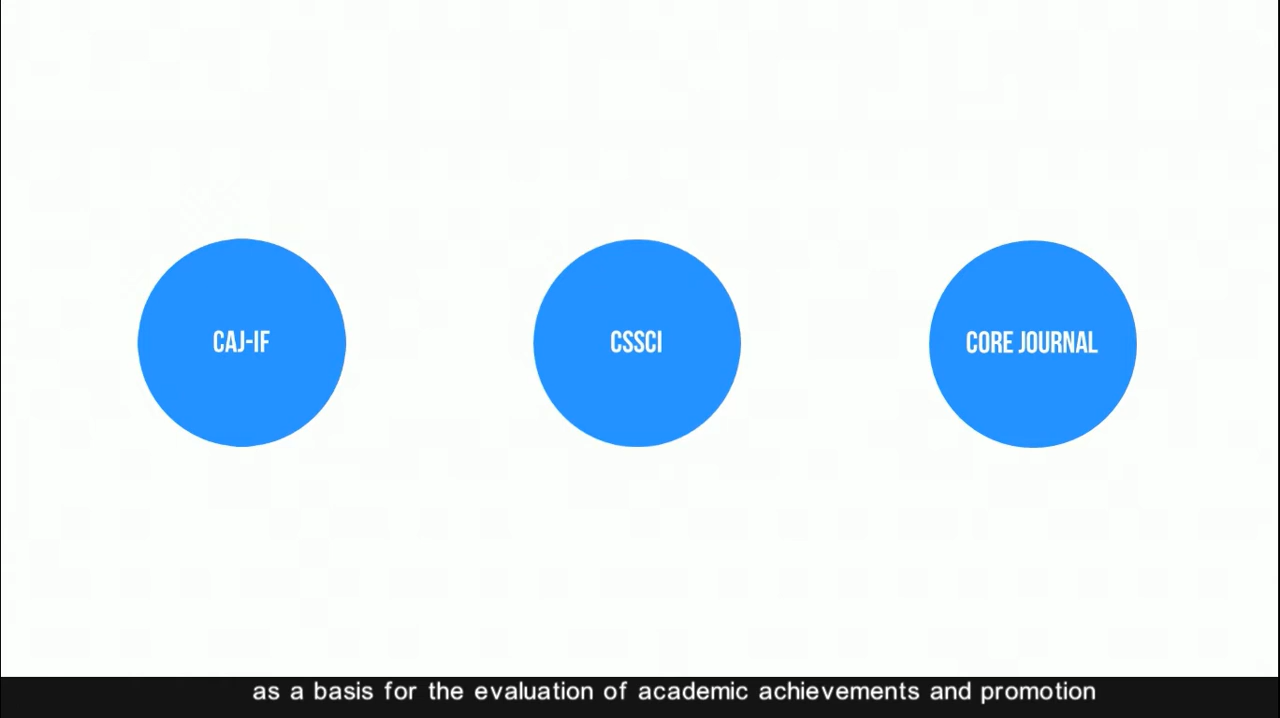 CAJ-IF
CSSCI
CORE JOURNAL
as a basis for the evaluation of academic achievements and promotion